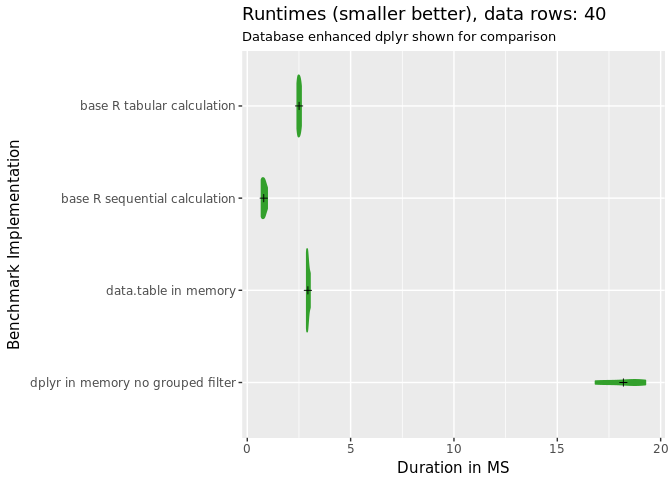 Runtimes (smaller better), data rows: 40
Database enhanced dplyr shown for comparison
Benchmark Implementation
base R tabular calculation
base R sequential calculation
data.table in memory
dplyr in memory no grouped filter
0 5 10 15 20
Duration in MS